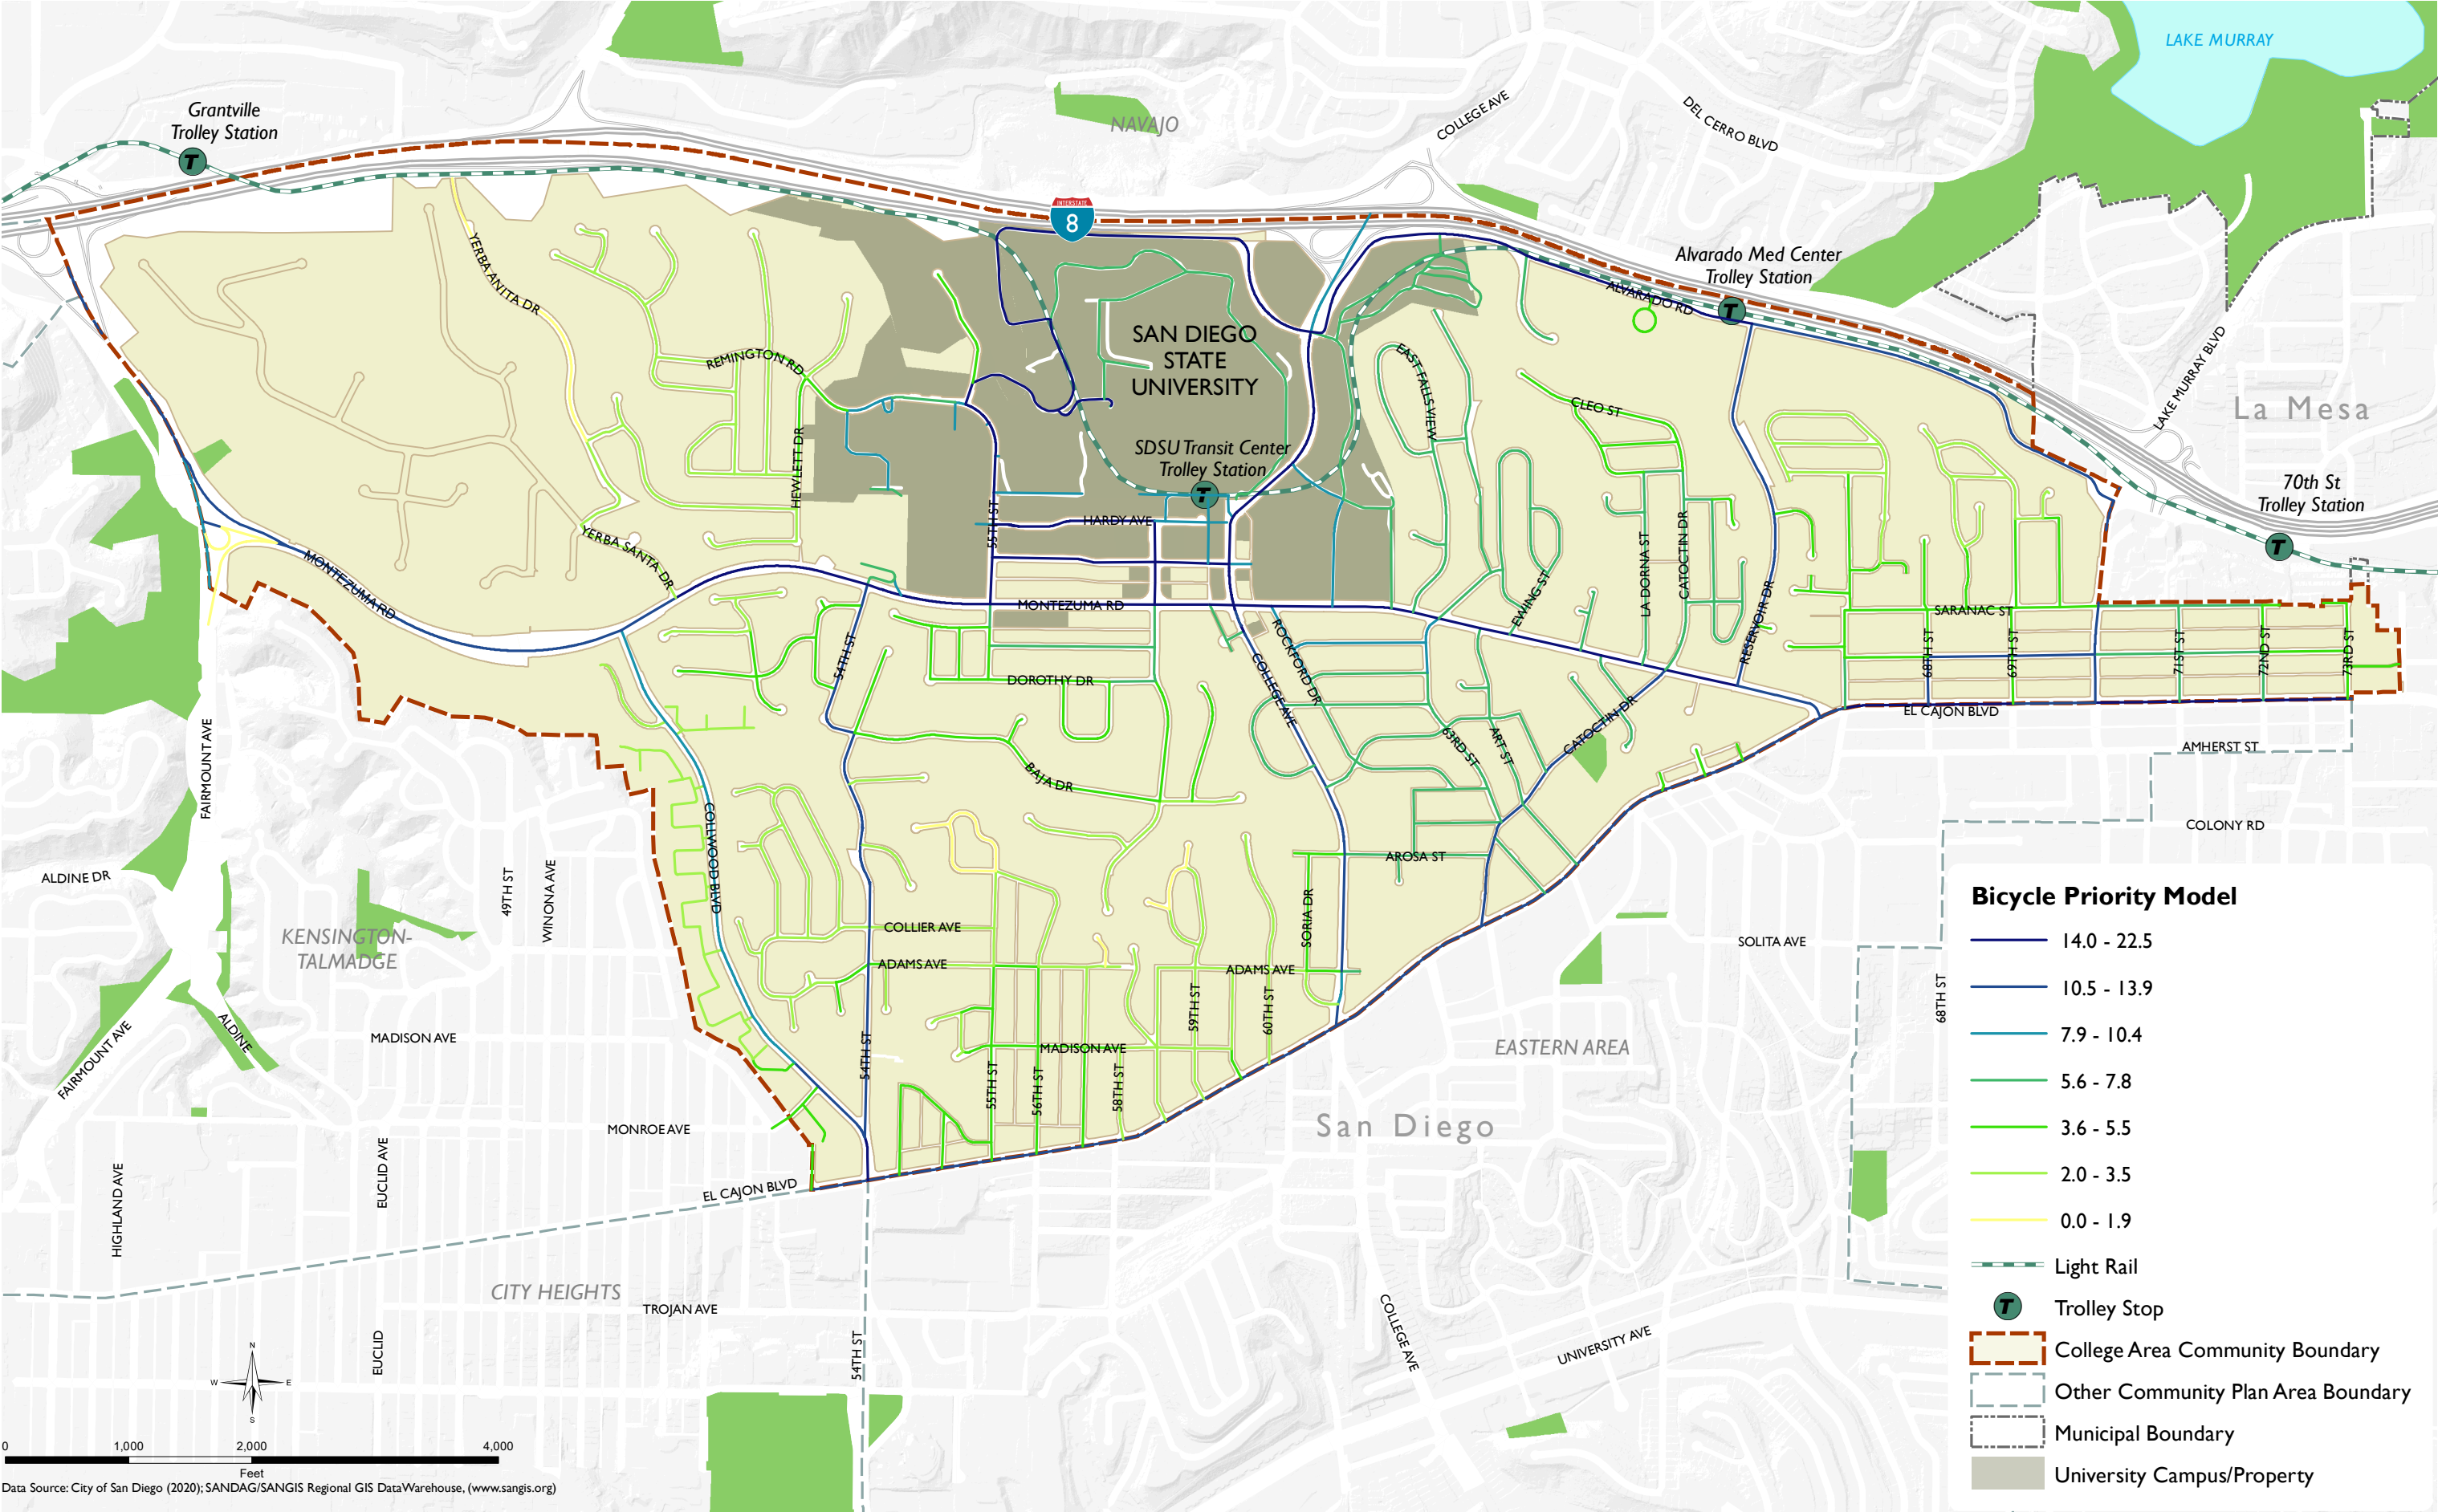 LAKE MURRAY
Grantville
Trolley Station
NAVAJO
COLLEGE AVE
DEL CERRO BLVD
INTERSTATE
8
YERBA ANITA DR
Alvarado Med Center
Trolley Station
T
T
ALVARADO RD
SAN DIEGO
STATE
UNIVERSITY
REMINGTON RD
EAST FALLS VIEW
LAKE MURRAY BLVD
La Mesa
CLEO ST
HEWLETT DR
SDSU Transit Center
Trolley Station
T
70th St
Trolley Station
T
55TH ST
HARDY AVE
YERBA SANTA DR
MONTEZUMA RD
MONTEZUMA RD
EWING ST
LA DORNA ST
CATOCTIN DR
RESERVOIR DR
SARANAC ST
68TH ST
69TH ST
71ST ST
72ND ST
73RD ST
54TH ST
DOROTHY DR
COLLEGE AVE
ROCKFORD DR
EL CAJON BLVD
CATOCTIN DR
63RD ST
ART ST
AMHERST ST
FAIRMOUNT AVE
BAJA DR
COLLWOOD BLVD
COLONY RD
AROSA ST
ALDINE DR
49TH ST
WINONA AVE
KENSINGTON-
TALMADGE
COLLIER AVE
SORIA DR
ADAMS AVE
ADAMS AVE
SOLITA AVE
68TH ST
59TH ST
60TH ST
FAIRMOUNT AVE
ALDINE
MADISON AVE
54TH ST
MADISON AVE
55TH ST
56TH ST
58TH ST
EASTERN AREA
San Diego
MONROE AVE
HIGHLAND AVE
EUCLID AVE
EL CAJON BLVD
CITY HEIGHTS
TROJAN AVE
EUCLID
54TH ST
COLLEGE AVE
UNIVERSITY AVE
Bicycle Priority Model
14.0 - 22.5
10.5 - 13.9
7.9 - 10.4
5.6 - 7.8
3.6 - 5.5
2.0 - 3.5
0.0 - 1.9
Light Rail
T
Trolley Stop
College Area Community Boundary
Other Community Plan Area Boundary
Municipal Boundary
University Campus/Property
N
W
E
S
0 1,000 2,000 4,000
Feet
Data Source: City of San Diego (2020); SANDAG/SANGIS Regional GIS DataWarehouse, (www.sangis.org)